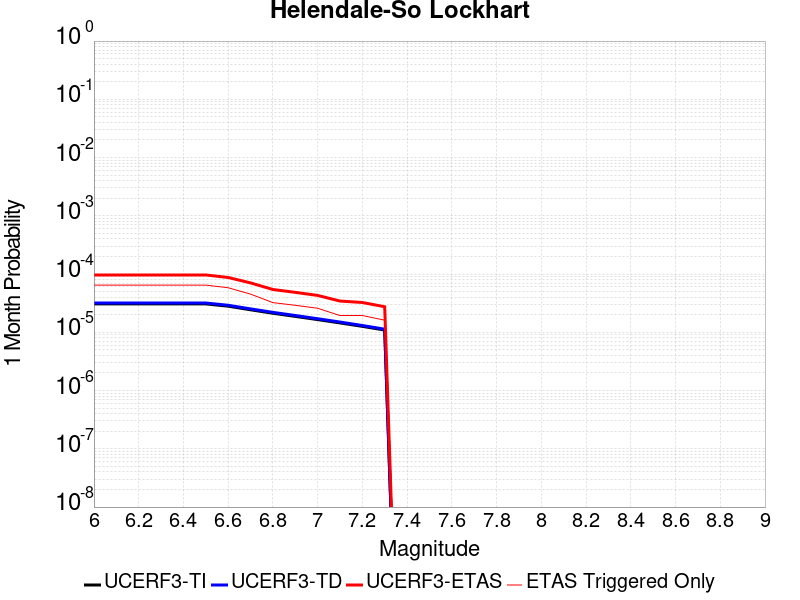 Helendale-So Lockhart
10^0
10^-1
10^-2
10^-3
10^-4
10^-5
10^-6
10^-7
10^-8
1 Month Probability
6 6.2 6.4 6.6 6.8 7 7.2 7.4 7.6 7.8 8 8.2 8.4 8.6 8.8 9
Magnitude
UCERF3-TI UCERF3-TD UCERF3-ETAS ETAS Triggered Only